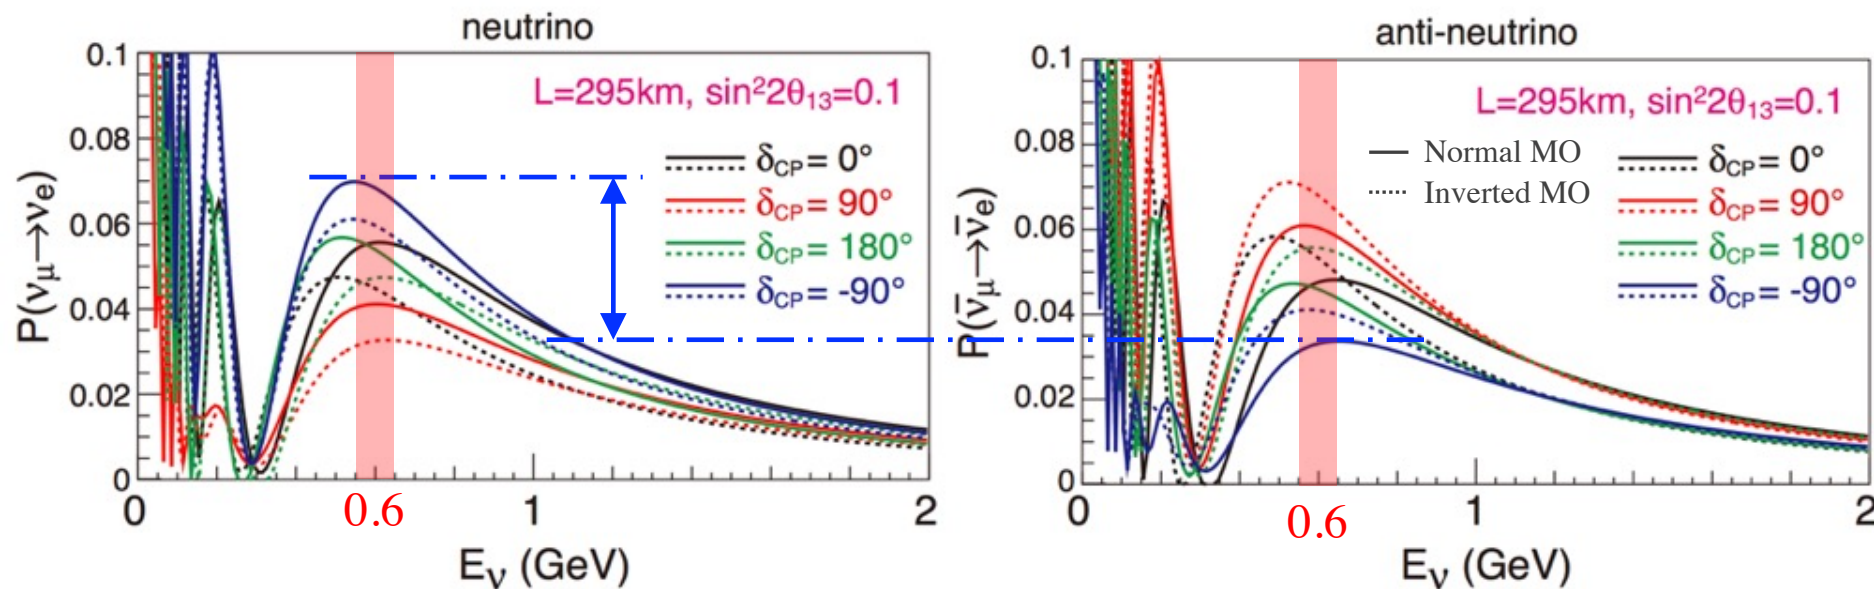 neutrino
L=295km, sin²2θ₁₃=0.1
δCP = 0°
δCP = 90°
δCP = 180°
δCP = -90°
P(νμ→νe)
0.1
0.08
0.06
0.04
0.02
0
0
0.6
1
2
Eν (GeV)
anti-neutrino
L=295km, sin²2θ₁₃=0.1
Normal MO
Inverted MO
δCP = 0°
δCP = 90°
δCP = 180°
δCP = -90°
P(ν̄μ→ν̄e)
0.1
0.08
0.06
0.04
0.02
0
0
0.6
1
2
Eν (GeV)